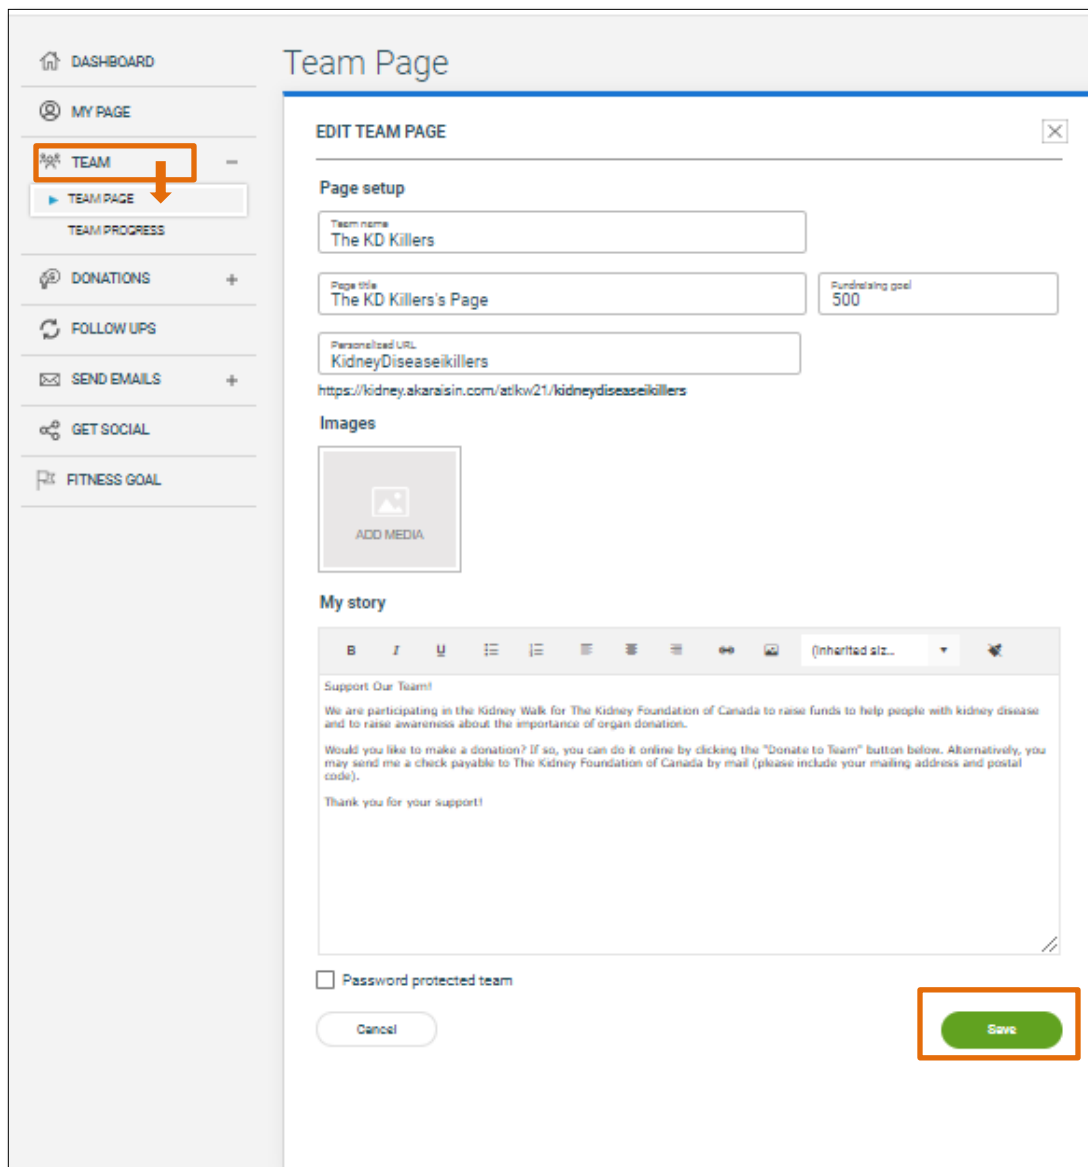 DASHBOARD
MY PAGE
TEAM
TEAM PAGE
TEAM PROGRESS
DONATIONS
FOLLOW UPS
SEND EMAILS
GET SOCIAL
FITNESS GOAL
Team Page
EDIT TEAM PAGE
Page setup
Team name
The KD Killers
Page title
The KD Killers's Page
Fundraising goal
500
Personalized URL
KidneyDiseaseikillers
https://kidney.akaraisin.com/atlkw21/kidneydiseaseikillers
Images
ADD MEDIA
My story
B I U (Inherited siz...
Support Our Team!
We are participating in the Kidney Walk for The Kidney Foundation of Canada to raise funds to help people with kidney disease
and to raise awareness about the importance of organ donation.
Would you like to make a donation? If so, you can do it online by clicking the "Donate to Team" button below. Alternatively, you
may send me a check payable to The Kidney Foundation of Canada by mail (please include your mailing address and postal
code).
Thank you for your support!
Password protected team
Cancel
Save